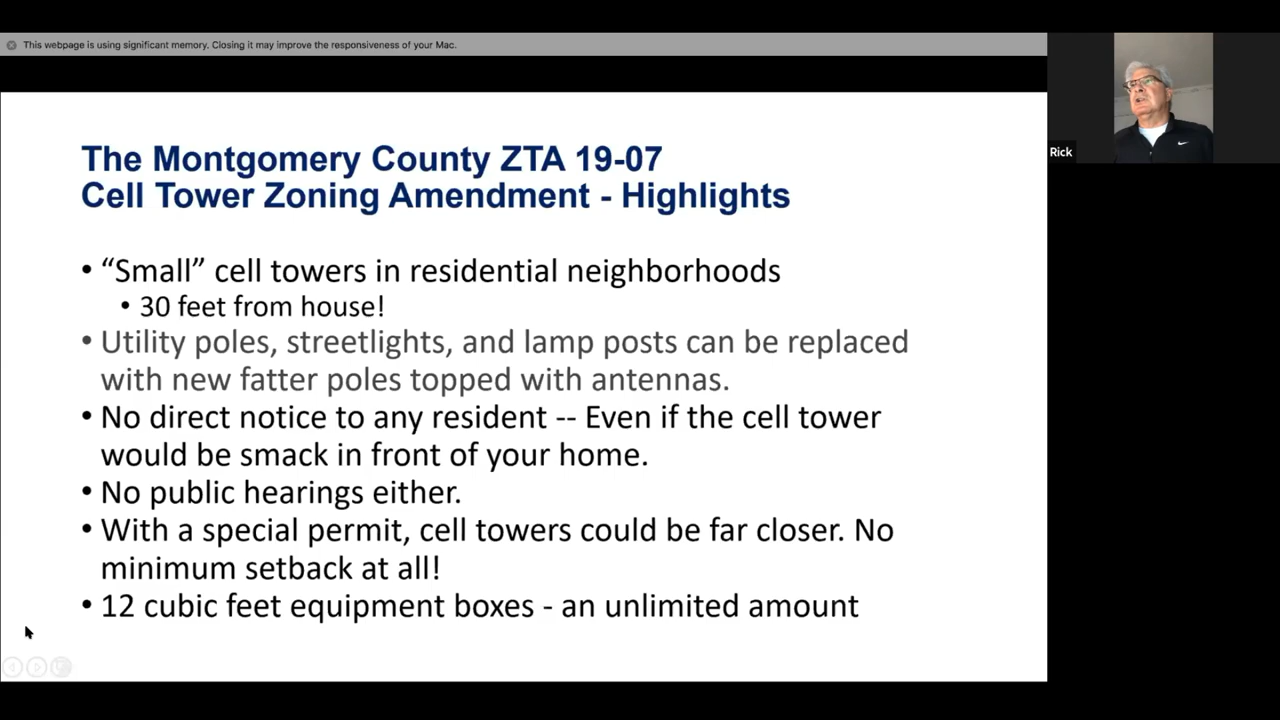 This webpage is using significant memory. Closing it may improve the responsiveness of your Mac.
Rick
The Montgomery County ZTA 19-07
Cell Tower Zoning Amendment - Highlights
• “Small” cell towers in residential neighborhoods
• 30 feet from house!
• Utility poles, streetlights, and lamp posts can be replaced
with new fatter poles topped with antennas.
• No direct notice to any resident -- Even if the cell tower
would be smack in front of your home.
• No public hearings either.
• With a special permit, cell towers could be far closer. No
minimum setback at all!
• 12 cubic feet equipment boxes - an unlimited amount